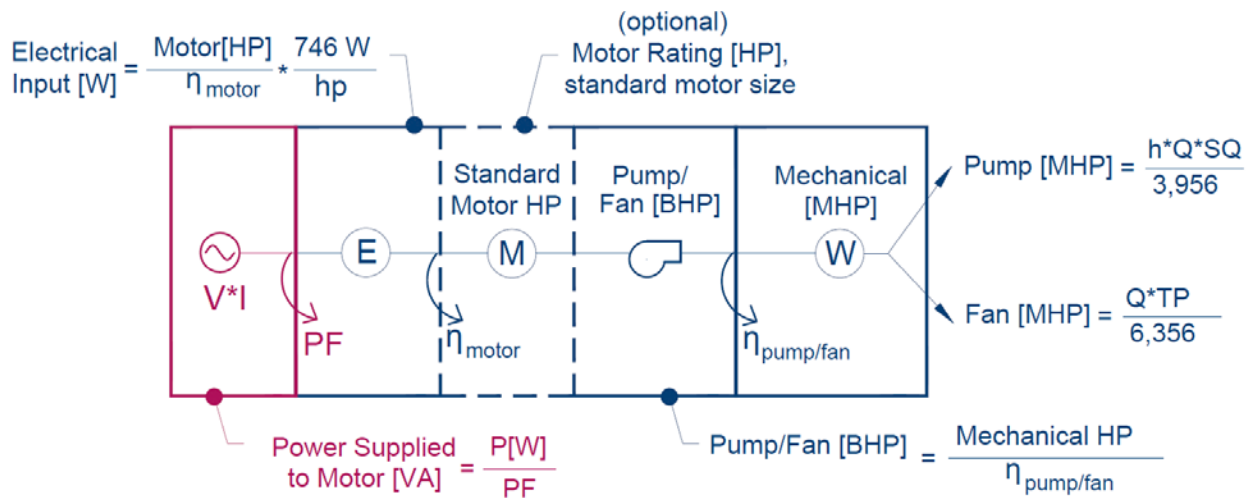 (optional)
Motor Rating [HP],
standard motor size
Electrical
Input [W] = Motor[HP] / η motor * 746 W / hp
Standard
Motor HP
Pump/
Fan [BHP]
Mechanical
[MHP]
Pump [MHP] = h*Q*SQ / 3,956
E
M
W
V*I
PF
η motor
η pump/fan
Fan [MHP] = Q*TP / 6,356
Power Supplied
to Motor [VA] = P[W] / PF
Pump/Fan [BHP] = Mechanical HP / η pump/fan